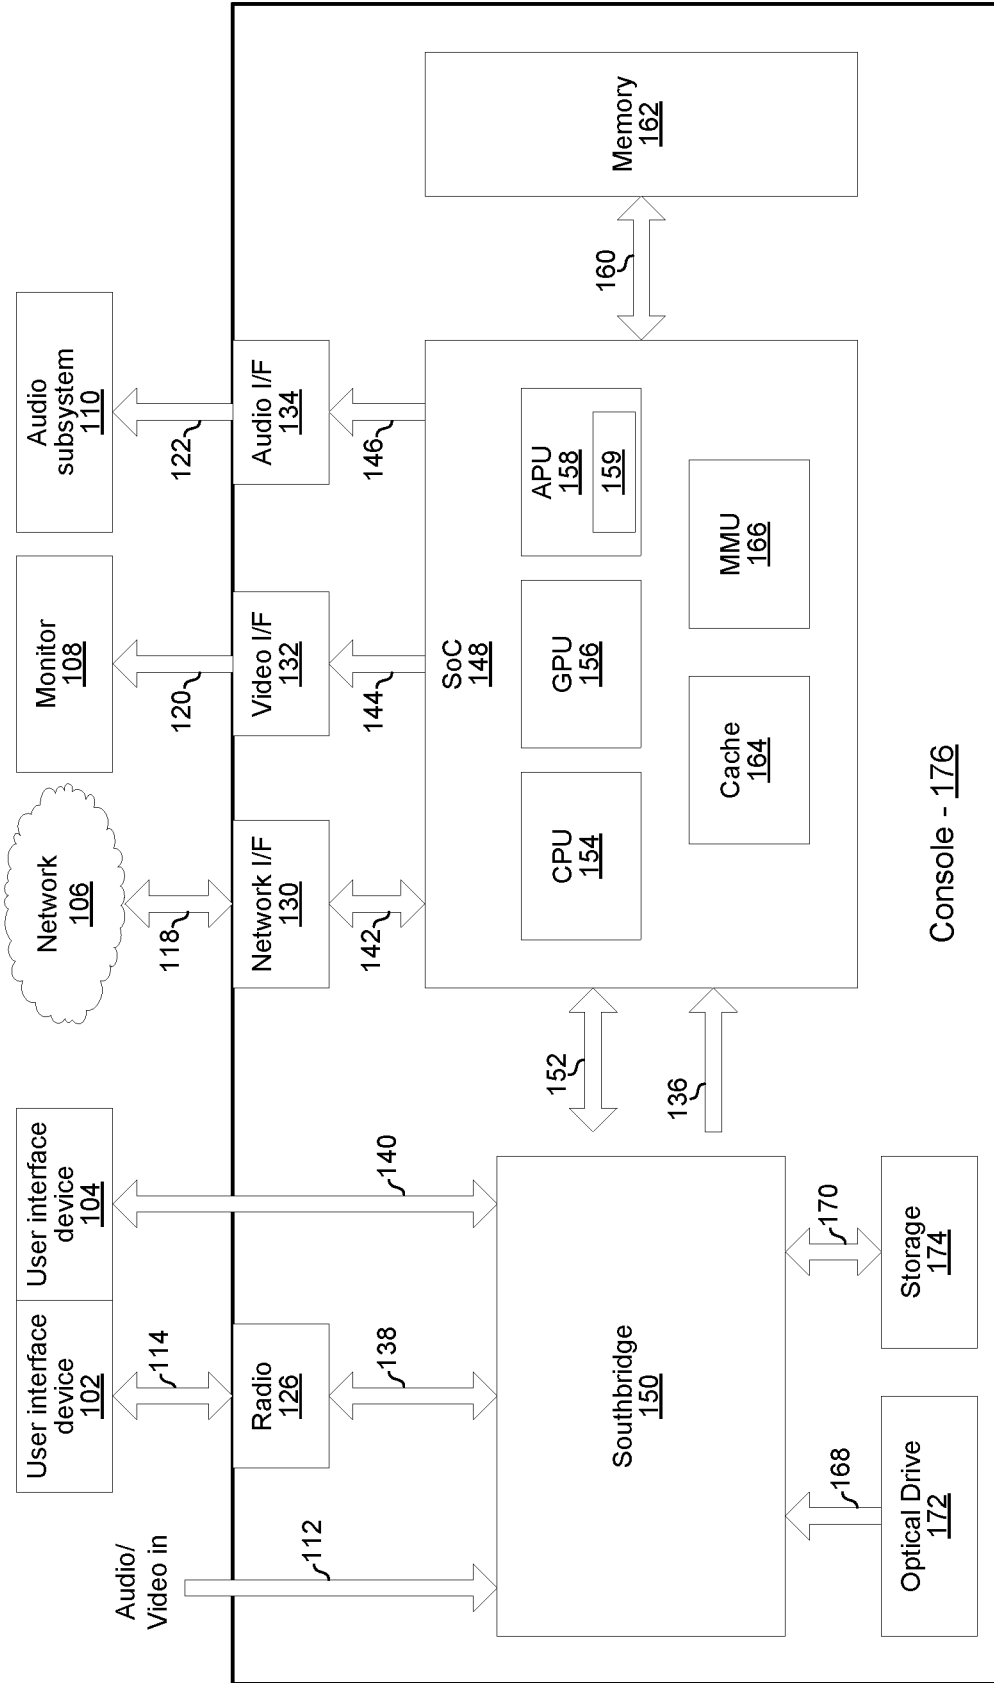 Audio/
Video in
User interface
device
102
User interface
device
104
Network
106
Monitor
108
Audio
subsystem
110
112
114
118
120
122
Radio
126
Network I/F
130
Video I/F
132
Audio I/F
134
138
140
142
144
146
Southbridge
150
152
136
SoC
148
CPU
154
GPU
156
APU
158
159
Cache
164
MMU
166
160
Memory
162
168
170
Optical Drive
172
Storage
174
Console - 176